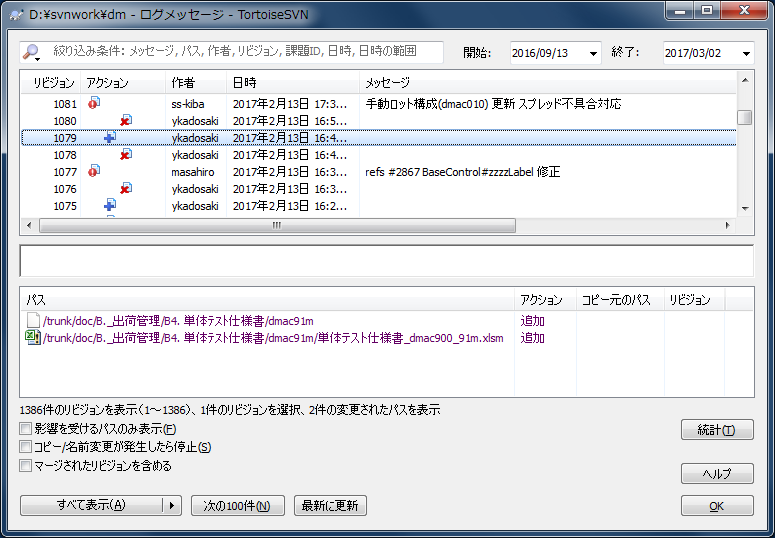 D:¥svnwork¥dm - ログメッセージ - TortoiseSVN
絞り込み条件: メッセージ, パス, 作者, リビジョン, 課題ID, 日時, 日時の範囲 開始: 2016/09/13 終了: 2017/03/02
リビジョン アクション 作者 日時 メッセージ
1081 ss-kiba 2017年2月13日 17:3... 手動ロット構成(dmac010) 更新 スプレッド不具合対応
1080 ykadosaki 2017年2月13日 16:5...
1079 ykadosaki 2017年2月13日 16:4...
1078 ykadosaki 2017年2月13日 16:4...
1077 masahiro 2017年2月13日 16:3... refs #2867 BaseControl#zzzzLabel 修正
1076 ykadosaki 2017年2月13日 16:3...
1075 ykadosaki 2017年2月13日 16:2...
パス アクション コピー元のパス リビジョン
/trunk/doc/B._出荷管理/B4. 単体テスト仕様書/dmac91m 追加
/trunk/doc/B._出荷管理/B4. 単体テスト仕様書/dmac91m/単体テスト仕様書_dmac900_91m.xlsm 追加
1386件のリビジョンを表示(1～1386)、1件のリビジョンを選択、2件の変更されたパスを表示
影響を受けるパスのみ表示(F)
統計(T)
コピー/名前変更が発生したら停止(S)
マージされたリビジョンを含める
ヘルプ
すべて表示(A) 次の100件(N) 最新に更新 OK